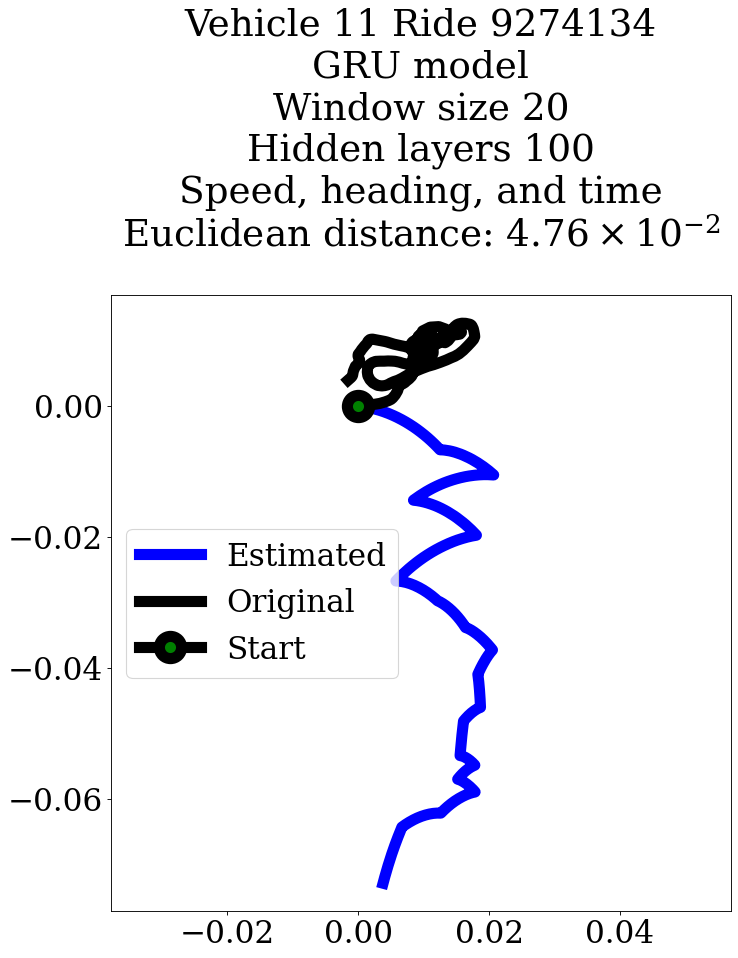 Vehicle 11 Ride 9274134
GRU model
Window size 20
Hidden layers 100
Speed, heading, and time
Euclidean distance: 4.76 × 10⁻²
0.00
−0.02
−0.04
−0.06
Estimated
Original
Start
−0.02 0.00 0.02 0.04